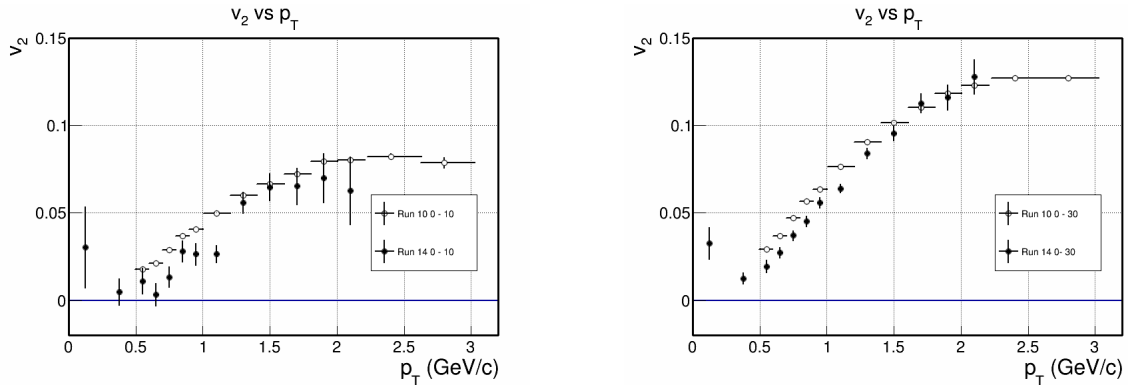 v2 vs pT
v2
0.15
0.1
0.05
0
0 0.5 1 1.5 2 2.5 3
pT (GeV/c)
Run 10 0 - 10
Run 14 0 - 10
v2 vs pT
v2
0.15
0.1
0.05
0
0 0.5 1 1.5 2 2.5 3
pT (GeV/c)
Run 10 0 - 30
Run 14 0- 30